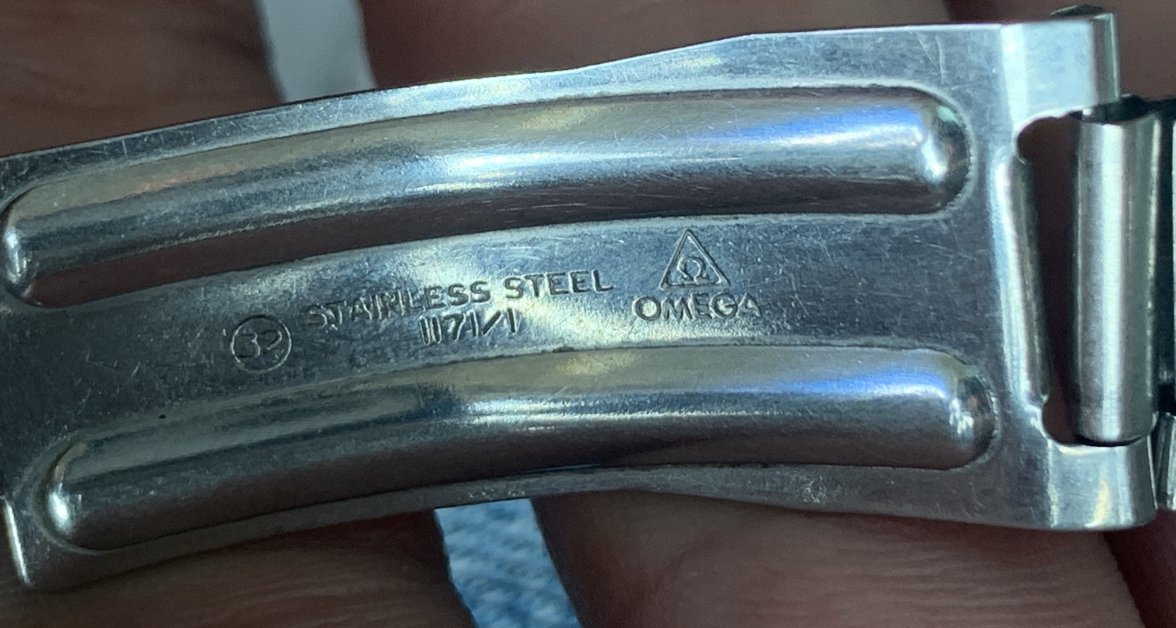 Ω
32 STAINLESS STEEL OMEGA
1171/1